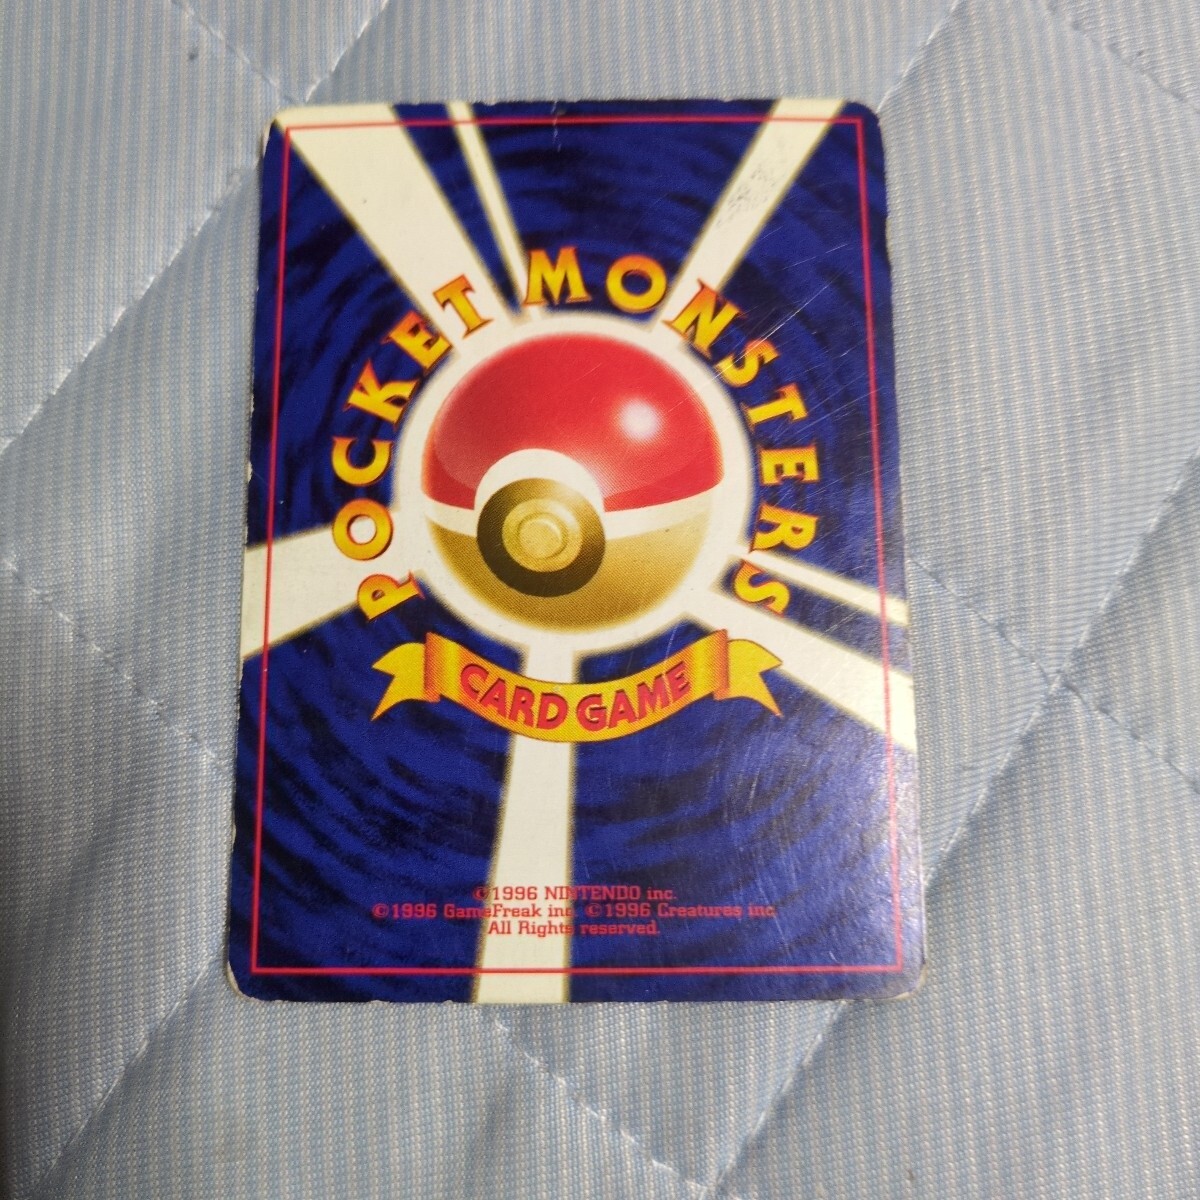 POCKET MONSTERS
CARD GAME
©1996 NINTENDO inc.
©1996 GameFreak inc. ©1996 Creatures inc.
All Rights reserved.